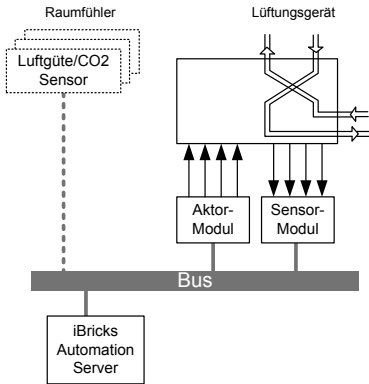 Raumfühler
Lüftungsgerät
Luftgüte/CO2
Sensor
Aktor-
Modul
Sensor-
Modul
Bus
iBricks
Automation
Server